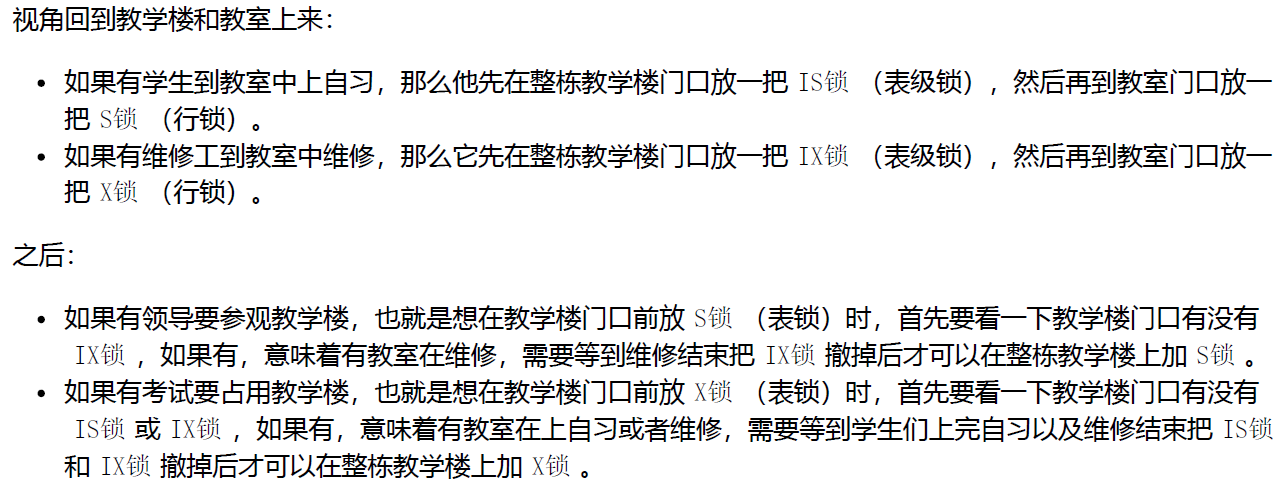 视角回到教学楼和教室上来：
• 如果有学生到教室中上自习，那么他先在整栋教学楼门口放一把 IS锁 （表级锁），然后再到教室门口放一
把 S锁 （行锁）。
• 如果有维修工到教室中维修，那么它先在整栋教学楼门口放一把 IX锁 （表级锁），然后再到教室门口放一
把 X锁 （行锁）。
之后：
• 如果有领导要参观教学楼，也就是想在教学楼门口前放 S锁 （表锁）时，首先要看一下教学楼门口有没有
IX锁 ，如果有，意味着有教室在维修，需要等到维修结束把 IX锁 撤掉后才可以在整栋教学楼上加 S锁 。
• 如果有考试要占用教学楼，也就是想在教学楼门口前放 X锁 （表锁）时，首先要看一下教学楼门口有没有
IS锁 或 IX锁 ，如果有，意味着有教室在上自习或者维修，需要等到学生们上完自习以及维修结束把 IS锁
和 IX锁 撤掉后才可以在整栋教学楼上加 X锁 。